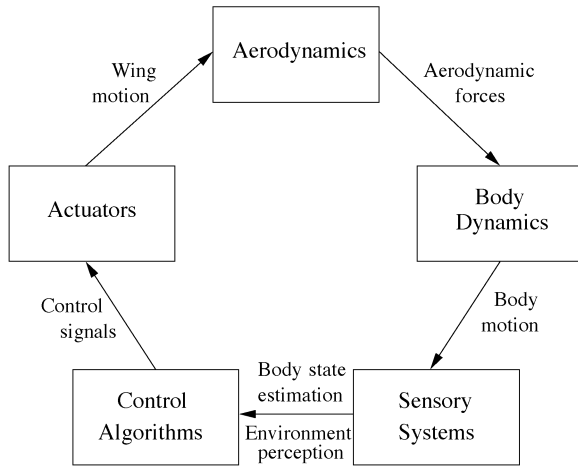 Aerodynamics
Wing
motion
Aerodynamic
forces
Actuators
Body
Dynamics
Control
signals
Body
motion
Body state
estimation
Control
Algorithms
Environment
perception
Sensory
Systems